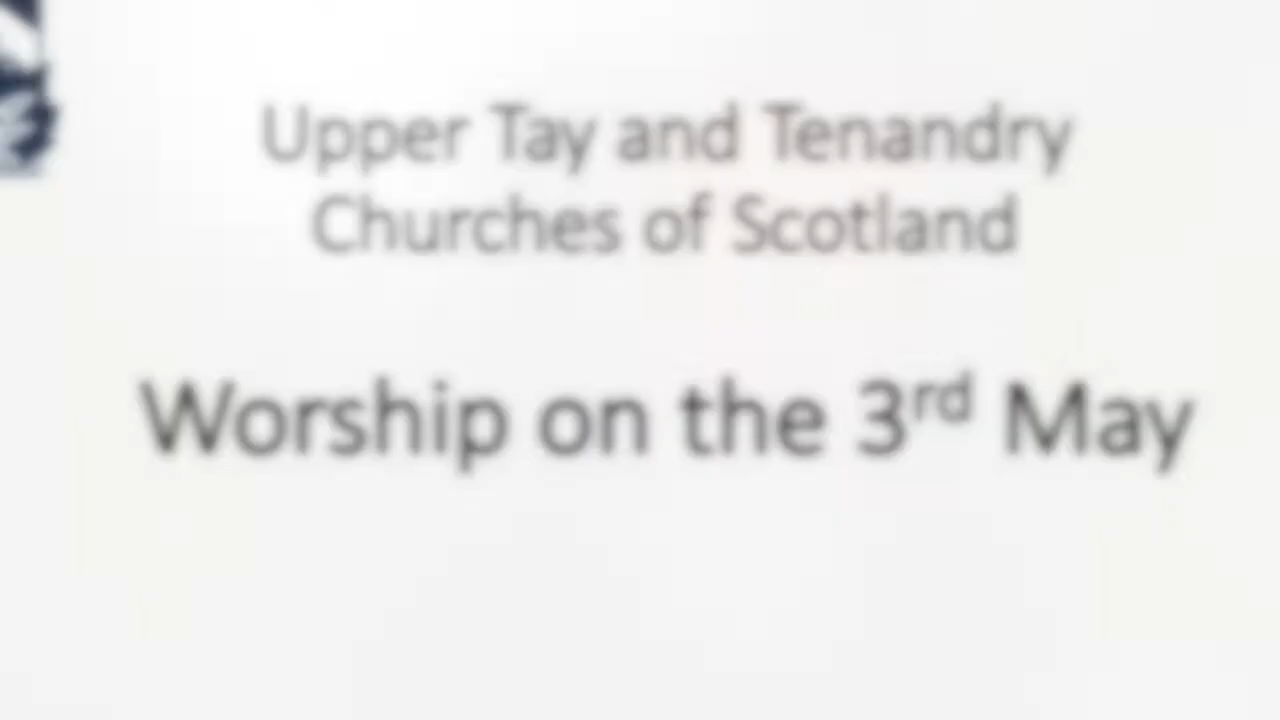 Upper Tay and Tenandry
Churches of Scotland
Worship on the 3rd May